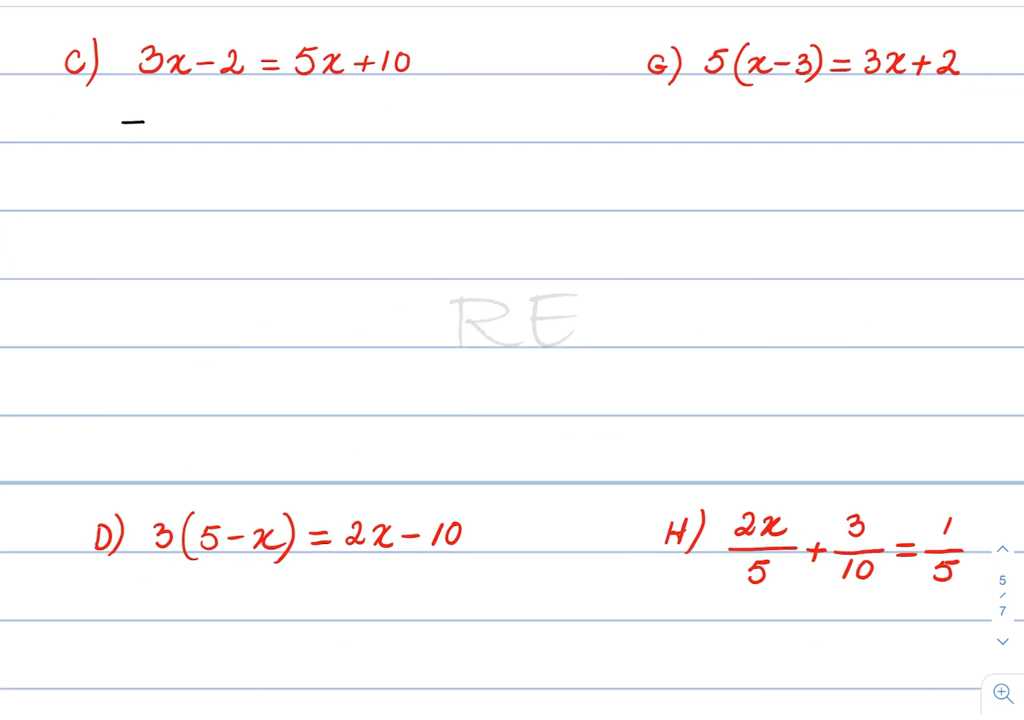 C) 3x-2 = 5x+10
G) 5(x-3) = 3x+2
-
RE
D) 3(5-x) = 2x-10
H) 2x/5 + 3/10 = 1/5
5
/
7